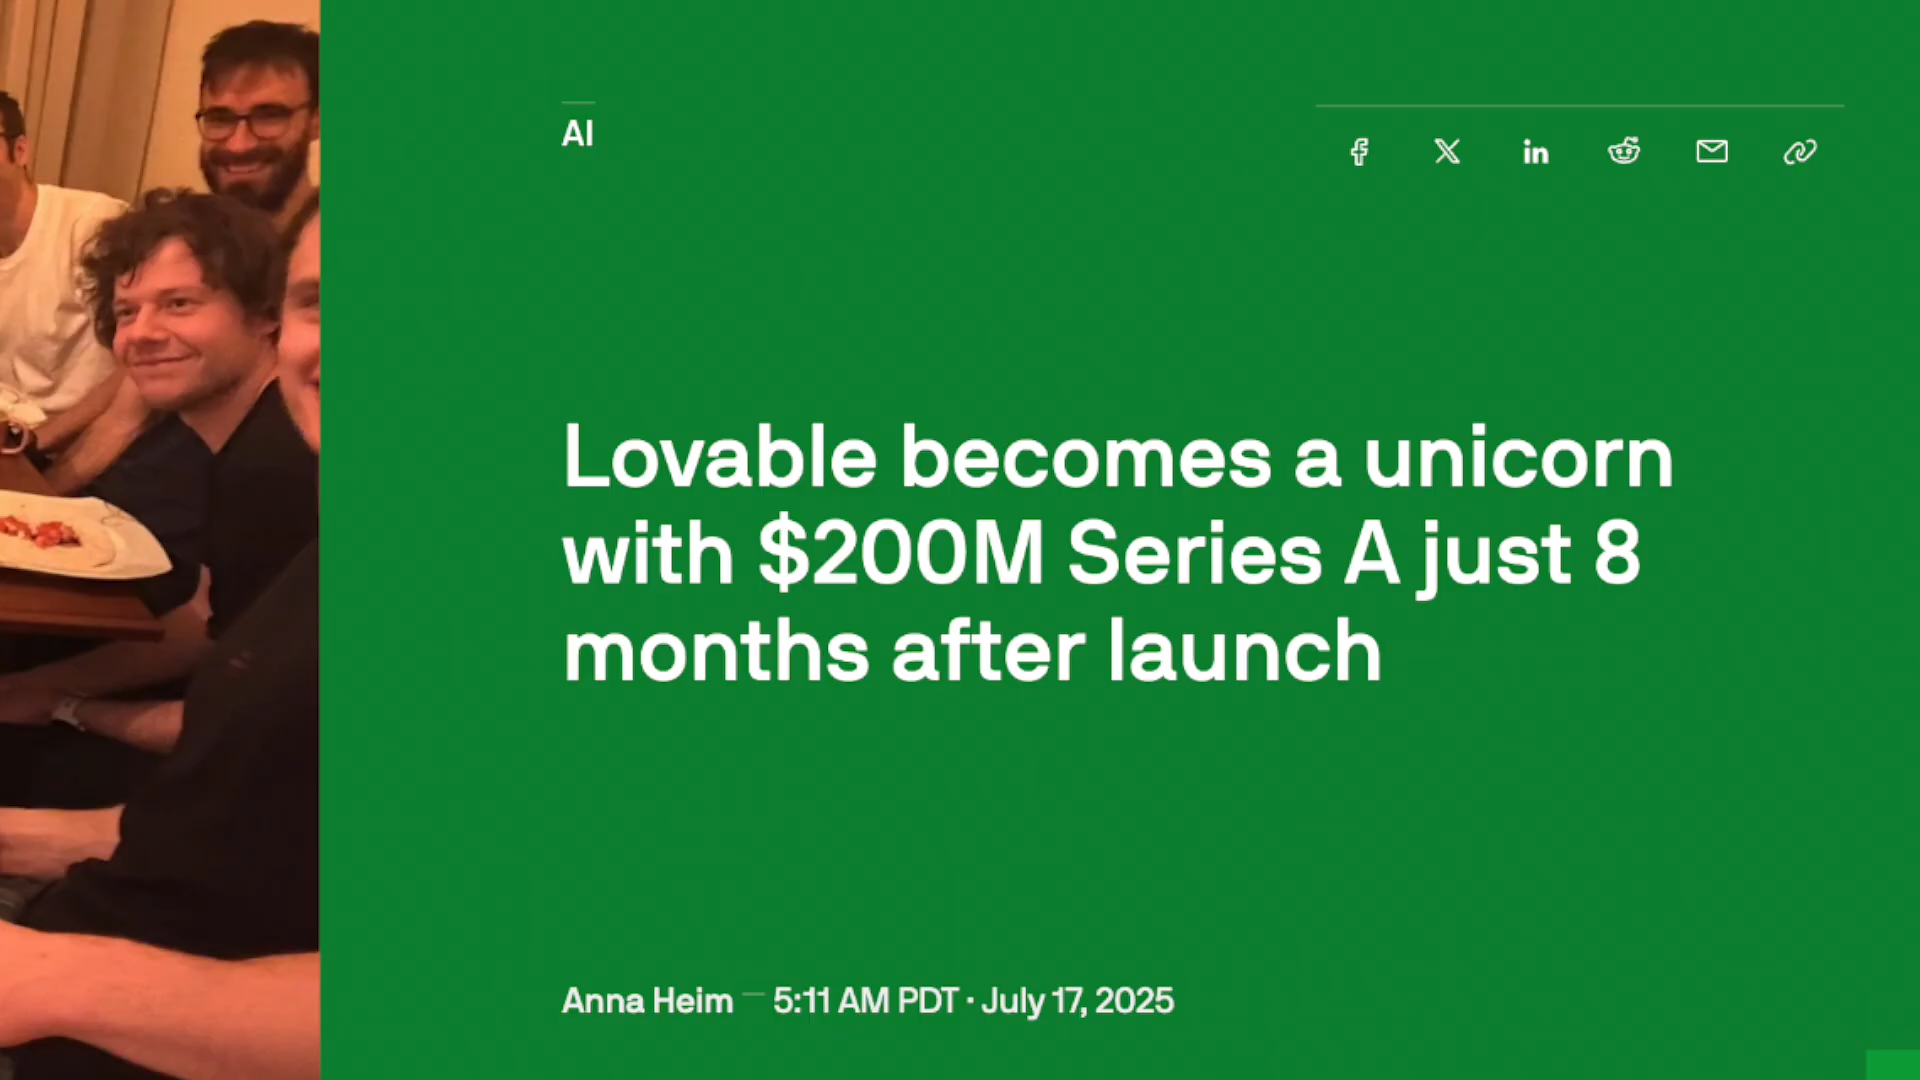 AI
Lovable becomes a unicorn
with $200M Series A just 8
months after launch
Anna Heim — 5:11 AM PDT · July 17, 2025